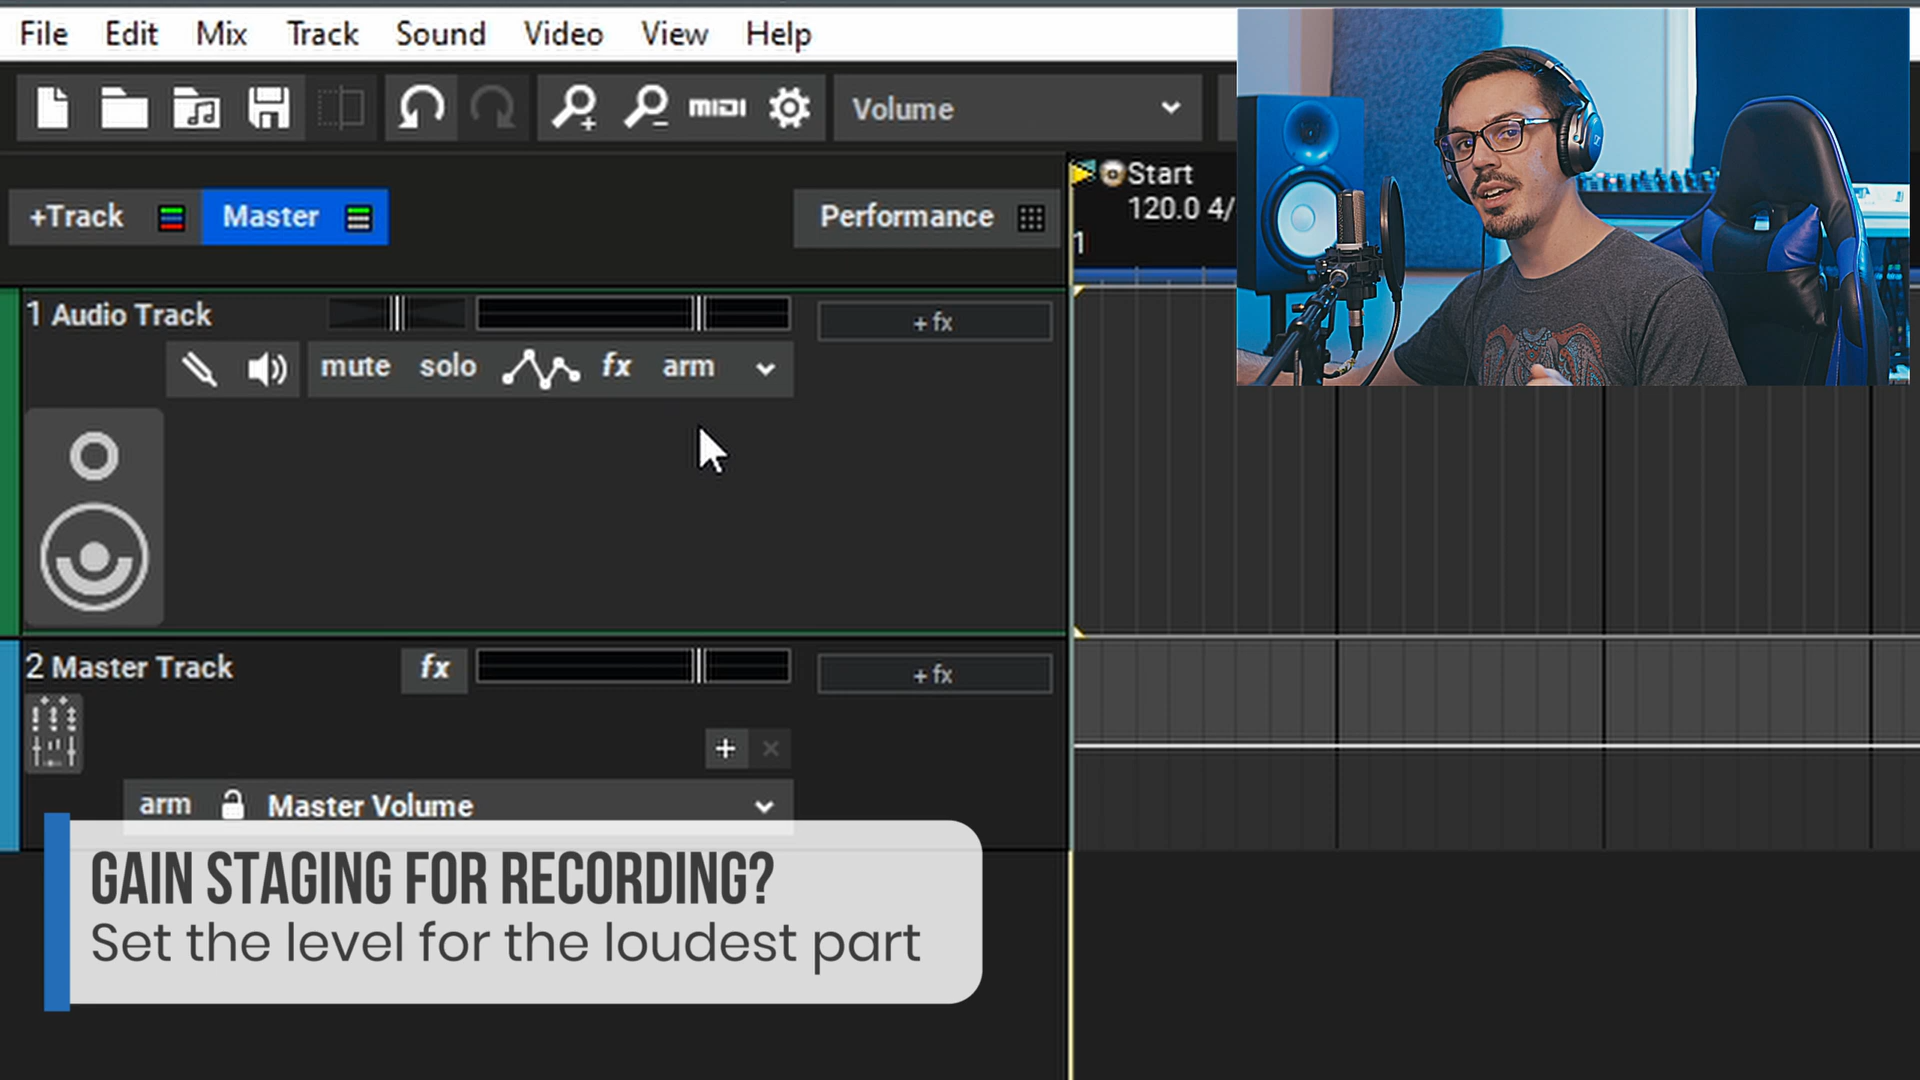 File Edit Mix Track Sound Video View Help
midi Volume
+Track Master Performance
Start
120.0 4/
1
1 Audio Track +fx
mute solo fx arm
2 Master Track fx +fx
arm Master Volume
GAIN STAGING FOR RECORDING?
Set the level for the loudest part